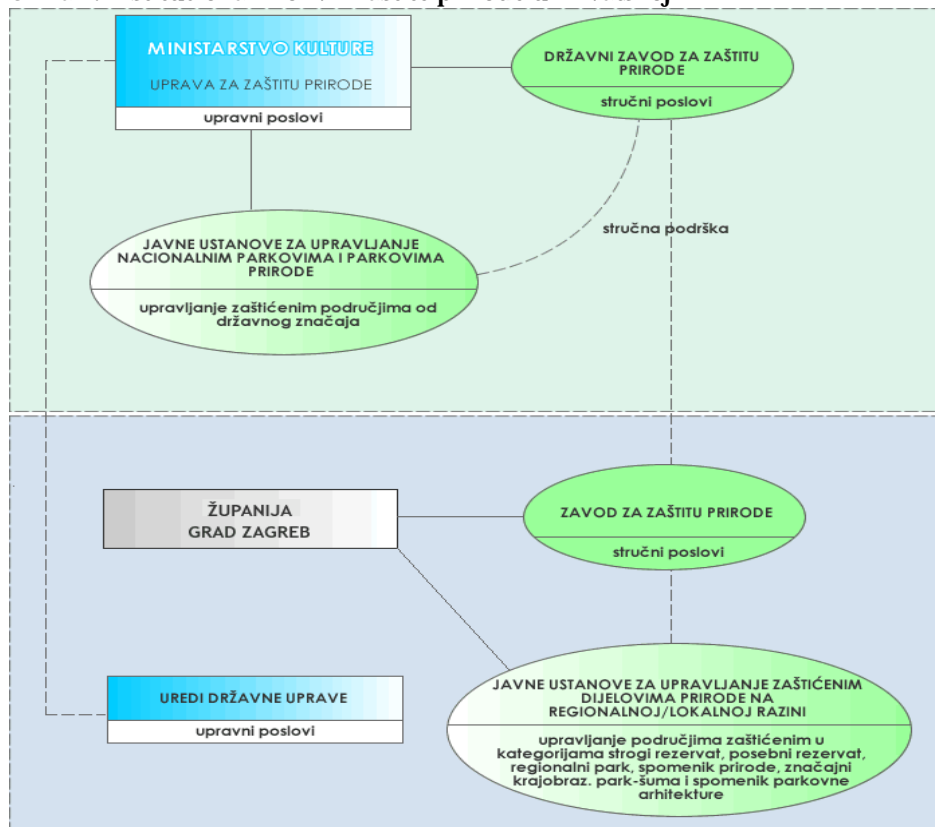 MINISTARSTVO KULTURE
UPRAVA ZA ZAŠTITU PRIRODE
upravni poslovi
DRŽAVNI ZAVOD ZA ZAŠTITU
PRIRODE
stručni poslovi
stručna podrška
JAVNE USTANOVE ZA UPRAVLJANJE
NACIONALNIM PARKOVIMA I PARKOVIMA
PRIRODE
upravljanje zaštićenim područjima od
državnog značaja
ŽUPANIJA
GRAD ZAGREB
ZAVOD ZA ZAŠTITU PRIRODE
stručni poslovi
UREDI DRŽAVNE UPRAVE
upravni poslovi
JAVNE USTANOVE ZA UPRAVLJANJE ZAŠTIĆENIM
DIJELOVIMA PRIRODE NA
REGIONALNOJ/LOKALNOJ RAZINI
upravljanje područjima zaštićenim u
kategorijama strogi rezervat, posebni rezervat,
regionalni park, spomenik prirode, značajni
krajobraz. park-šuma i spomenik parkovne
arhitekture